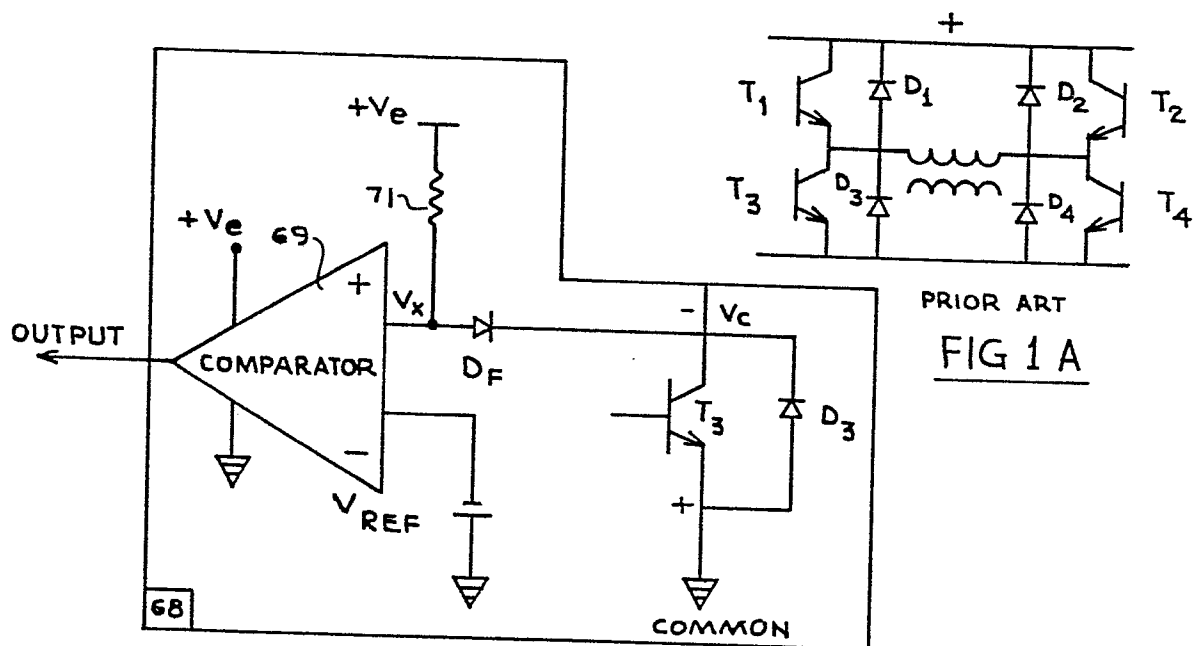 +
T1
D1
D2
T2
T3
D3
D4
T4
PRIOR ART
FIG 1 A
+Ve
71
+Ve
69
+
Vx
DF
OUTPUT
COMPARATOR
-
VREF
- Vc
T3
D3
+
COMMON
68